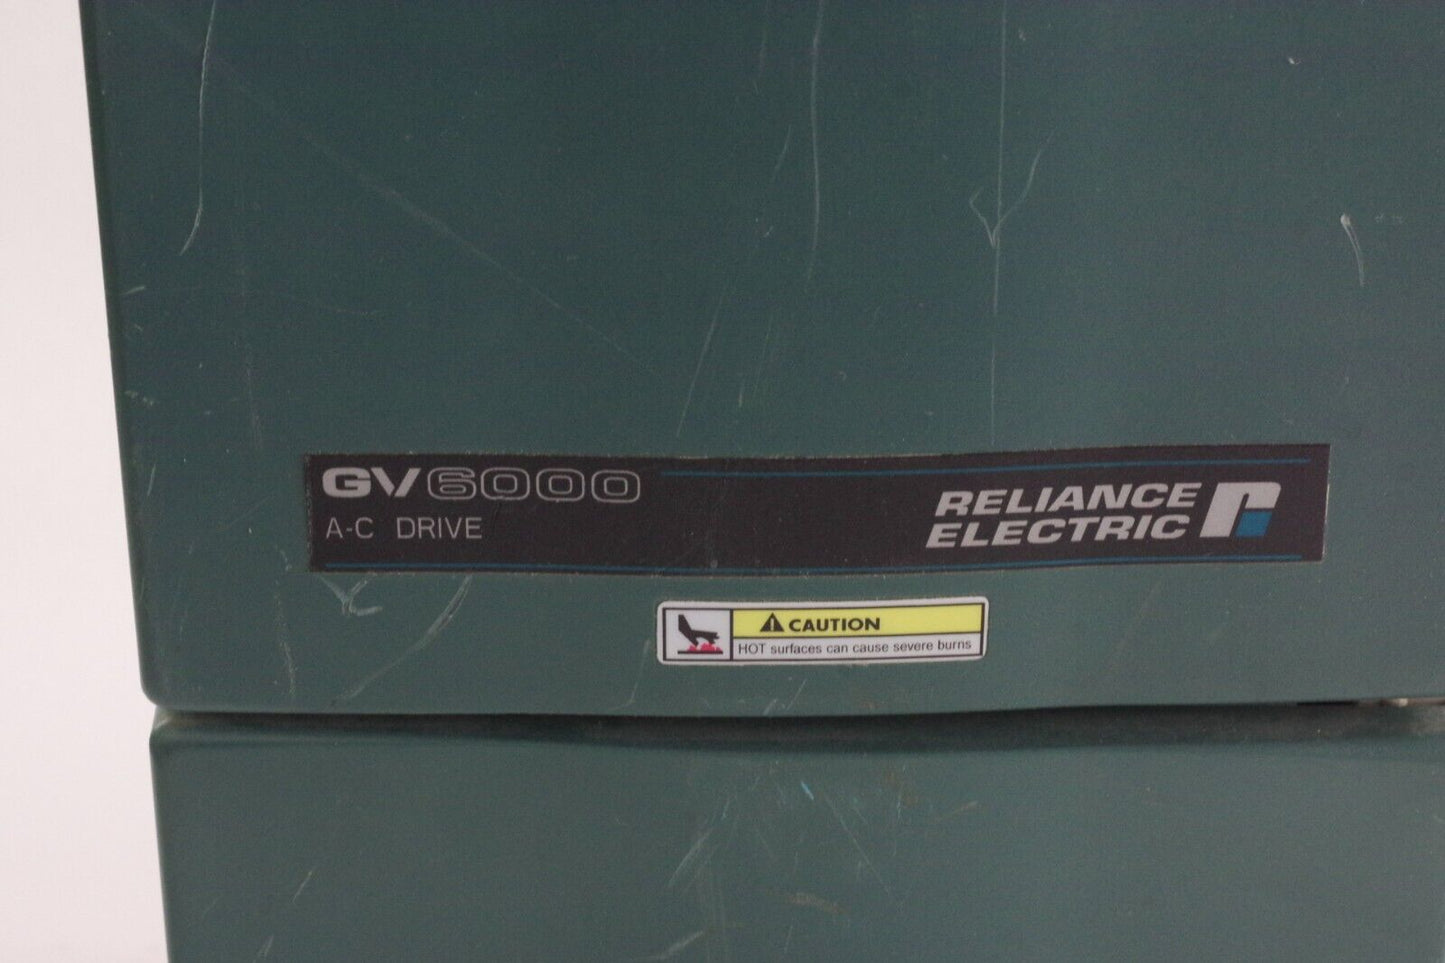 GV6000
A-C DRIVE
RELIANCE
ELECTRIC
CAUTION
HOT surfaces can cause severe burns